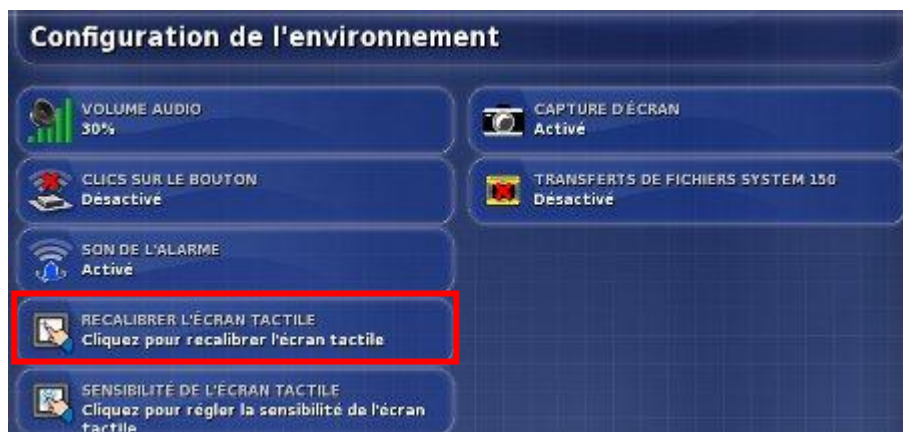 Configuration de l'environnement
VOLUME AUDIO
30%
CLICS SUR LE BOUTON
Désactivé
SON DE L'ALARME
Activé
RECALIBRER L'ÉCRAN TACTILE
Cliquez pour recalibrer l'écran tactile
SENSIBILITÉ DE L'ÉCRAN TACTILE
Cliquez pour régler la sensibilité de l'écran
tactile
CAPTURE D'ÉCRAN
Activé
TRANSFERTS DE FICHIERS SYSTEM 150
Désactivé